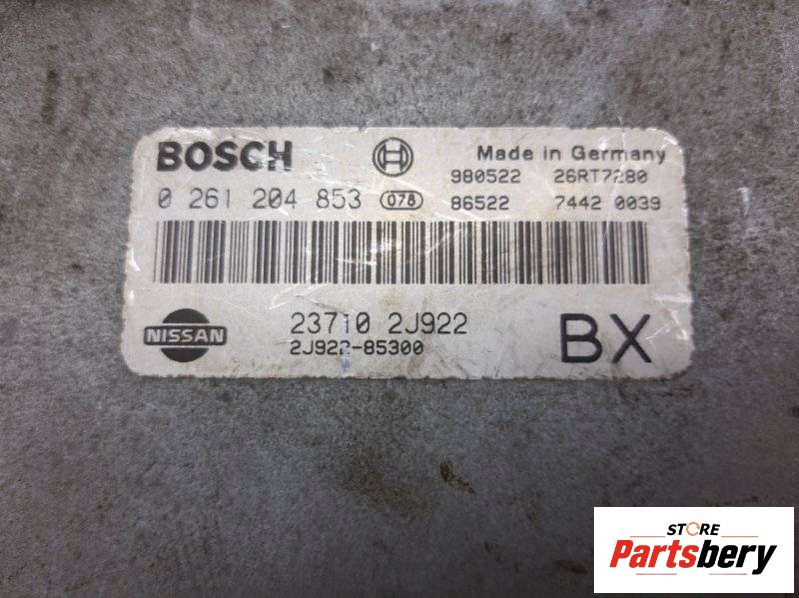 BOSCH Made in Germany
980522 26RT7280
0 261 204 853 078 86522 7442 0039
NISSAN 23710 2J922 BX
2J922-85300
STORE
Partsbery